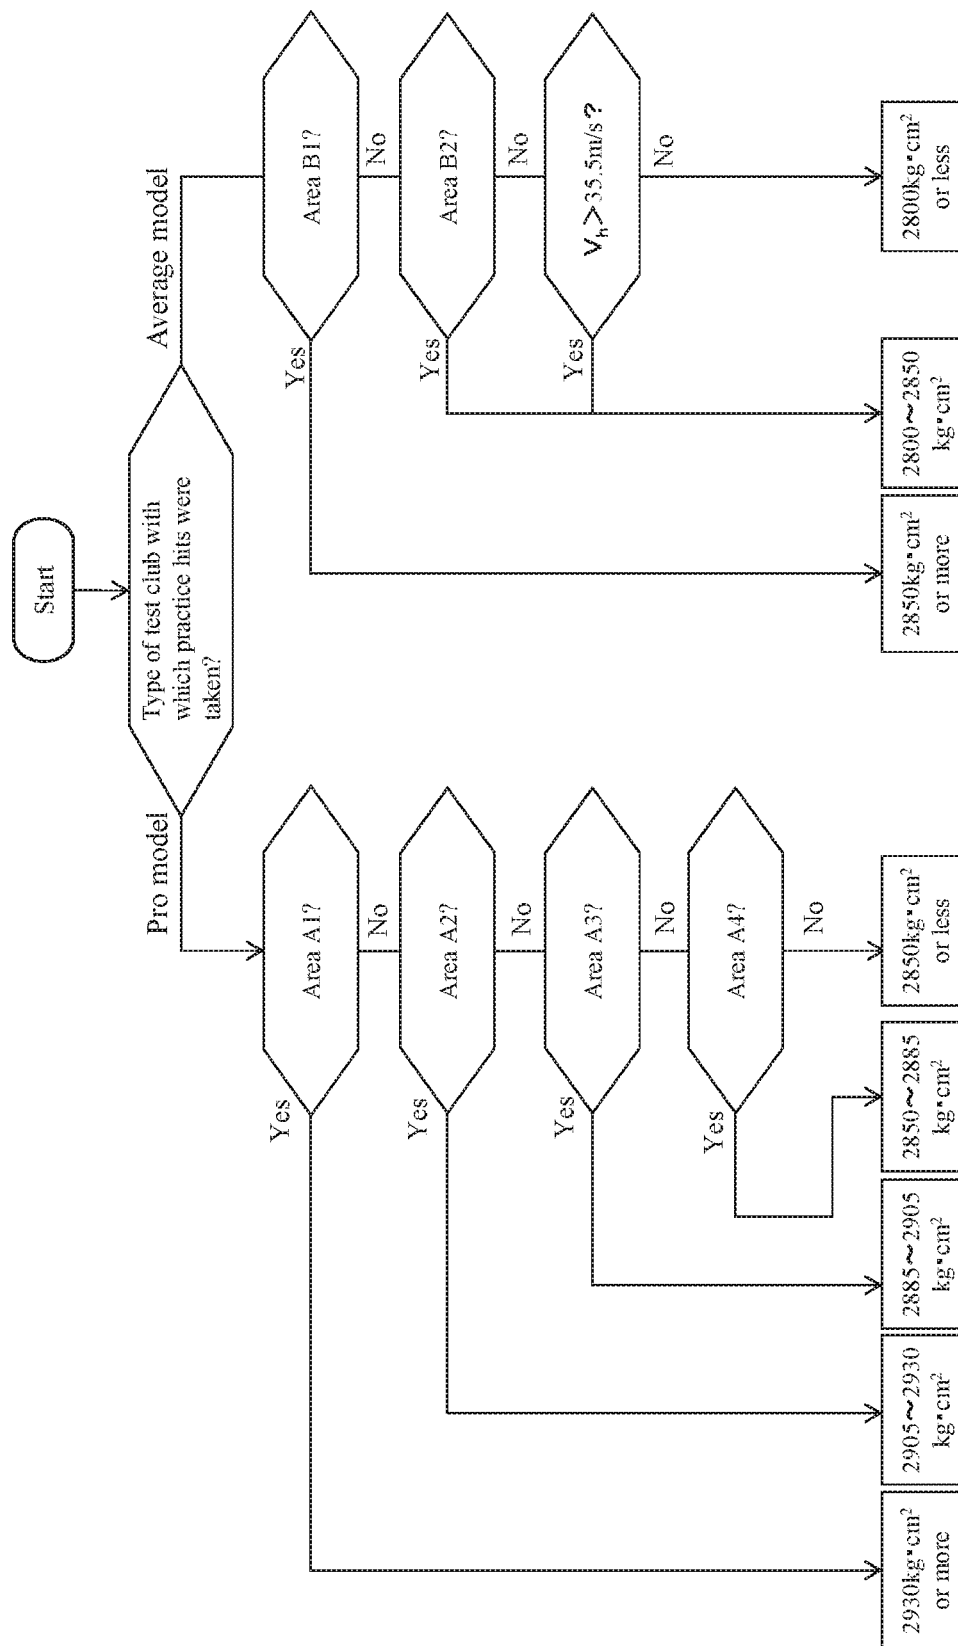 Start
Type of test club with
which practice hits were
taken?
Pro model
Average model
Area A1?
Yes
No
Area A2?
Yes
No
Area A3?
Yes
No
Area A4?
Yes
No
Area B1?
Yes
No
Area B2?
Yes
No
Vh>35.5m/s?
Yes
No
2930kg·cm²
or more
2905～2930
kg·cm²
2885～2905
kg·cm²
2850～2885
kg·cm²
2850kg·cm²
or less
2850kg·cm²
or more
2800～2850
kg·cm²
2800kg·cm²
or less